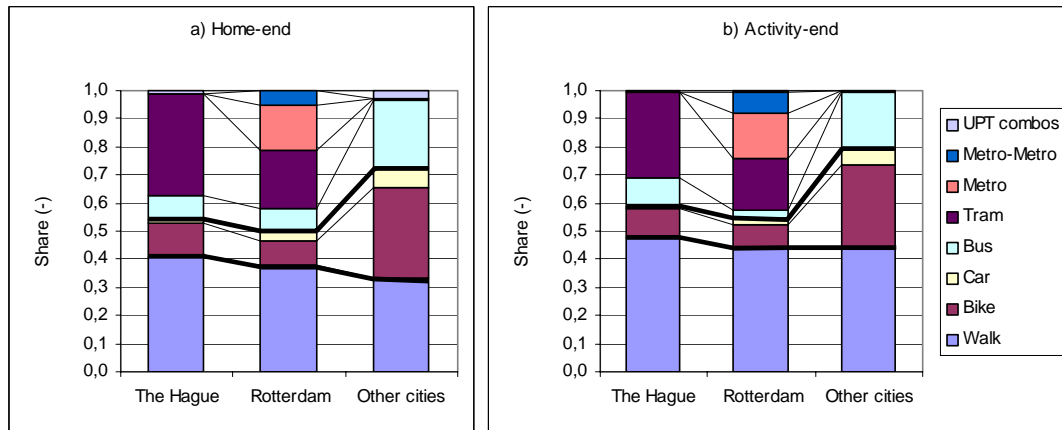 a) Home-end
1,0
0,9
0,8
0,7
0,6
0,5
0,4
0,3
0,2
0,1
0,0
Share (-)
The Hague Rotterdam Other cities
b) Activity-end
1,0
0,9
0,8
0,7
0,6
0,5
0,4
0,3
0,2
0,1
0,0
Share (-)
The Hague Rotterdam Other cities
UPT combos
Metro-Metro
Metro
Tram
Bus
Car
Bike
Walk